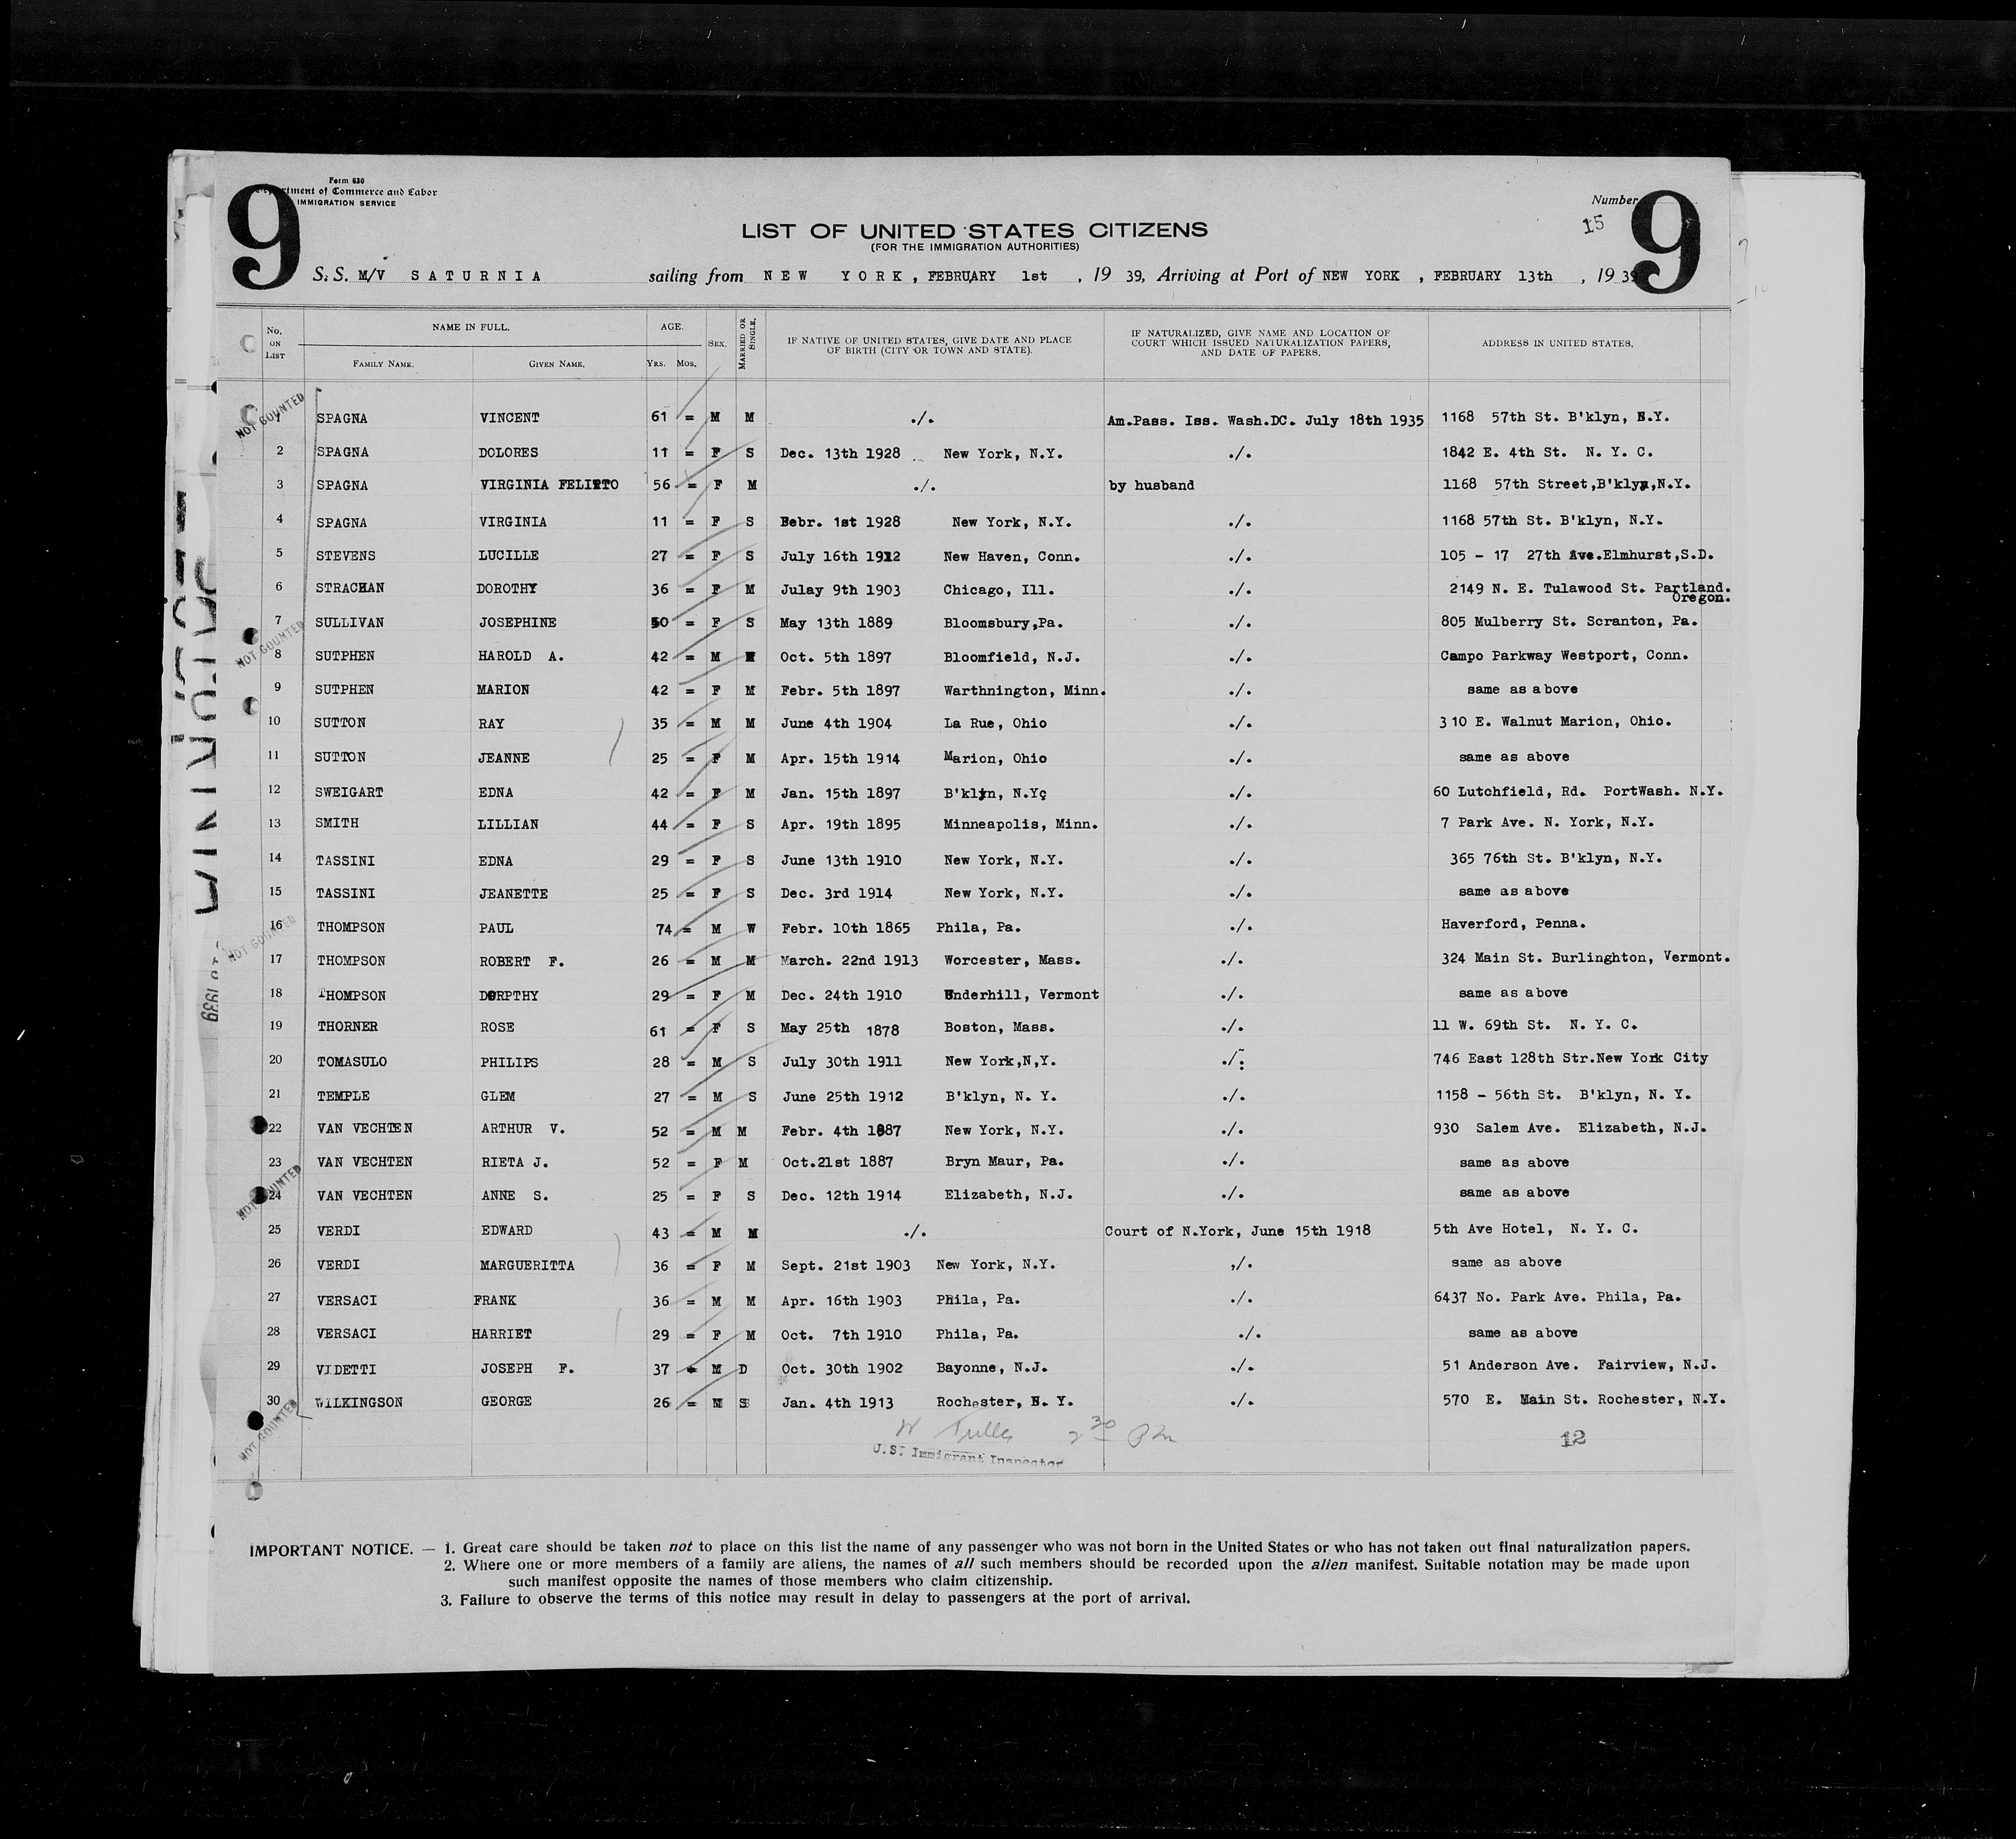 Form 630
Department of Commerce and Labor
IMMIGRATION SERVICE
9
Number
15
9
LIST OF UNITED STATES CITIZENS
(FOR THE IMMIGRATION AUTHORITIES)
S. S. M/V SATURNIA sailing from NEW YORK, FEBRUARY 1st, 19 39, Arriving at Port of NEW YORK, FEBRUARY 13th, 19 39
No. ON LIST NAME IN FULL. FAMILY NAME. GIVEN NAME. AGE. YRS. MOS. SEX. MARRIED OR SINGLE. IF NATIVE OF UNITED STATES, GIVE DATE AND PLACE OF BIRTH (CITY OR TOWN AND STATE). IF NATURALIZED, GIVE NAME AND LOCATION OF COURT WHICH ISSUED NATURALIZATION PAPERS, AND DATE OF PAPERS. ADDRESS IN UNITED STATES.
NOT COUNTED
1 SPAGNA VINCENT 61 = M M ./. Am.Pass. Iss. Wash.DC. July 18th 1935 1168 57th St. B'klyn, N.Y.
2 SPAGNA DOLORES 11 = F S Dec. 13th 1928 New York, N.Y. ./. 1842 E. 4th St. N. Y. C.
3 SPAGNA VIRGINIA FELITTO 56 = F M ./. by husband 1168 57th Street,B'klyn,N.Y.
4 SPAGNA VIRGINIA 11 = F S Febr. 1st 1928 New York, N.Y. ./. 1168 57th St. B'klyn, N.Y.
5 STEVENS LUCILLE 27 = F S July 16th 1912 New Haven, Conn. ./. 105 - 17 27th Ave.Elmhurst,S.D.
6 STRACHAN DOROTHY 36 = F M Julay 9th 1903 Chicago, Ill. ./. 2149 N. E. Tulawood St. Partland. Oregon.
7 SULLIVAN JOSEPHINE 50 = F S May 13th 1889 Bloomsbury,Pa. ./. 805 Mulberry St. Scranton, Pa.
NOT COUNTED
8 SUTPHEN HAROLD A. 42 = M M Oct. 5th 1897 Bloomfield, N.J. ./. Campo Parkway Westport, Conn.
9 SUTPHEN MARION 42 = F M Febr. 5th 1897 Warthnington, Minn. ./. same as above
10 SUTTON RAY 35 = M M June 4th 1904 La Rue, Ohio ./. 310 E. Walnut Marion, Ohio.
11 SUTTON JEANNE 25 = F M Apr. 15th 1914 Marion, Ohio ./. same as above
12 SWEIGART EDNA 42 = F M Jan. 15th 1897 B'klyn, N.Yç ./. 60 Lutchfield, Rd. PortWash. N.Y.
13 SMITH LILLIAN 44 = F S Apr. 19th 1895 Minneapolis, Minn. ./. 7 Park Ave. N. York, N.Y.
14 TASSINI EDNA 29 = F S June 13th 1910 New York, N.Y. ./. 365 76th St. B'klyn, N.Y.
15 TASSINI JEANETTE 25 = F S Dec. 3rd 1914 New York, N.Y. ./. same as above
NOT COUNTED
16 THOMPSON PAUL 74 = M W Febr. 10th 1865 Phila, Pa. ./. Haverford, Penna.
17 THOMPSON ROBERT F. 26 = M M March. 22nd 1913 Worcester, Mass. ./. 324 Main St. Burlinghton, Vermont.
18 THOMPSON DORPTHY 29 = F M Dec. 24th 1910 Underhill, Vermont ./. same as above
1939
19 THORNER ROSE 61 = F S May 25th 1878 Boston, Mass. ./. 11 W. 69th St. N. Y. C.
20 TOMASULO PHILIPS 28 = M S July 30th 1911 New York,N,Y. ./. 746 East 128th Str.New York City
21 TEMPLE GLEM 27 = M S June 25th 1912 B'klyn, N. Y. ./. 1158 - 56th St. B'klyn, N. Y.
22 VAN VECHTEN ARTHUR V. 52 = M M Febr. 4th 1887 New York, N.Y. ./. 930 Salem Ave. Elizabeth, N.J.
23 VAN VECHTEN RIETA J. 52 = F M Oct.21st 1887 Bryn Maur, Pa. ./. same as above
NOT COUNTED
24 VAN VECHTEN ANNE S. 25 = F S Dec. 12th 1914 Elizabeth, N.J. ./. same as above
25 VERDI EDWARD 43 = M M ./. Court of N.York, June 15th 1918 5th Ave Hotel, N. Y. C.
26 VERDI MARGUERITTA 36 = F M Sept. 21st 1903 New York, N.Y. ,/. same as above
27 VERSACI FRANK 36 = M M Apr. 16th 1903 Phila, Pa. ./. 6437 No. Park Ave. Phila, Pa.
28 VERSACI HARRIET 29 = F M Oct. 7th 1910 Phila, Pa. ./. same as above
29 VIDETTI JOSEPH F. 37 = M D Oct. 30th 1902 Bayonne, N.J. ./. 51 Anderson Ave. Fairview, N.J.
30 WILKINGSON GEORGE 26 = M S Jan. 4th 1913 Rochester, N. Y. ./. 570 E. Main St. Rochester, N.Y.
NOT COUNTED
2 30 Pm
12
U.S. Immigrant Inspector
IMPORTANT NOTICE. — 1. Great care should be taken not to place on this list the name of any passenger who was not born in the United States or who has not taken out final naturalization papers.
2. Where one or more members of a family are aliens, the names of all such members should be recorded upon the alien manifest. Suitable notation may be made upon
such manifest opposite the names of those members who claim citizenship.
3. Failure to observe the terms of this notice may result in delay to passengers at the port of arrival.